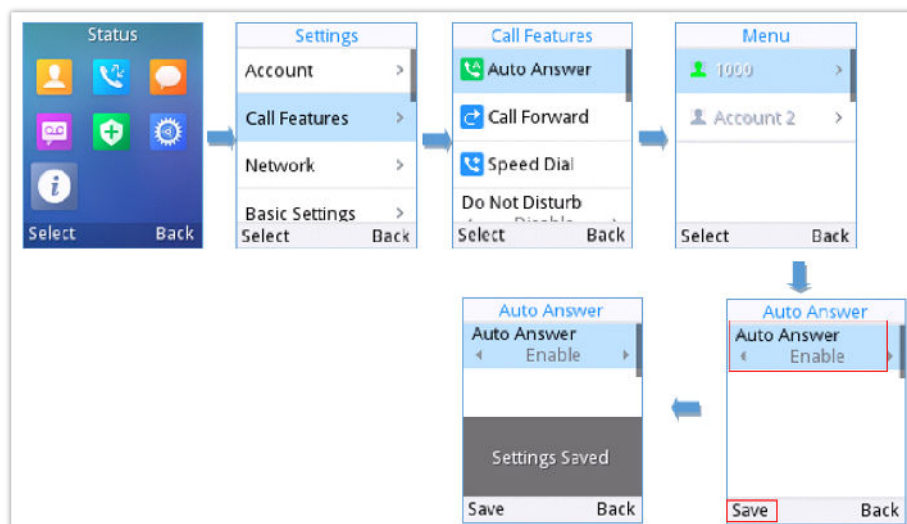 Status
Select Back
Settings
Account >
Call Features >
Network >
Basic Settings >
Select Back
Call Features
Auto Answer
Call Forward
Speed Dial
Do Not Disturb
Disable
Select Back
Menu
1000 >
Account 2 >
Select Back
Auto Answer
Auto Answer
Enable
Save Back
Auto Answer
Auto Answer
Enable
Settings Saved
Save Back